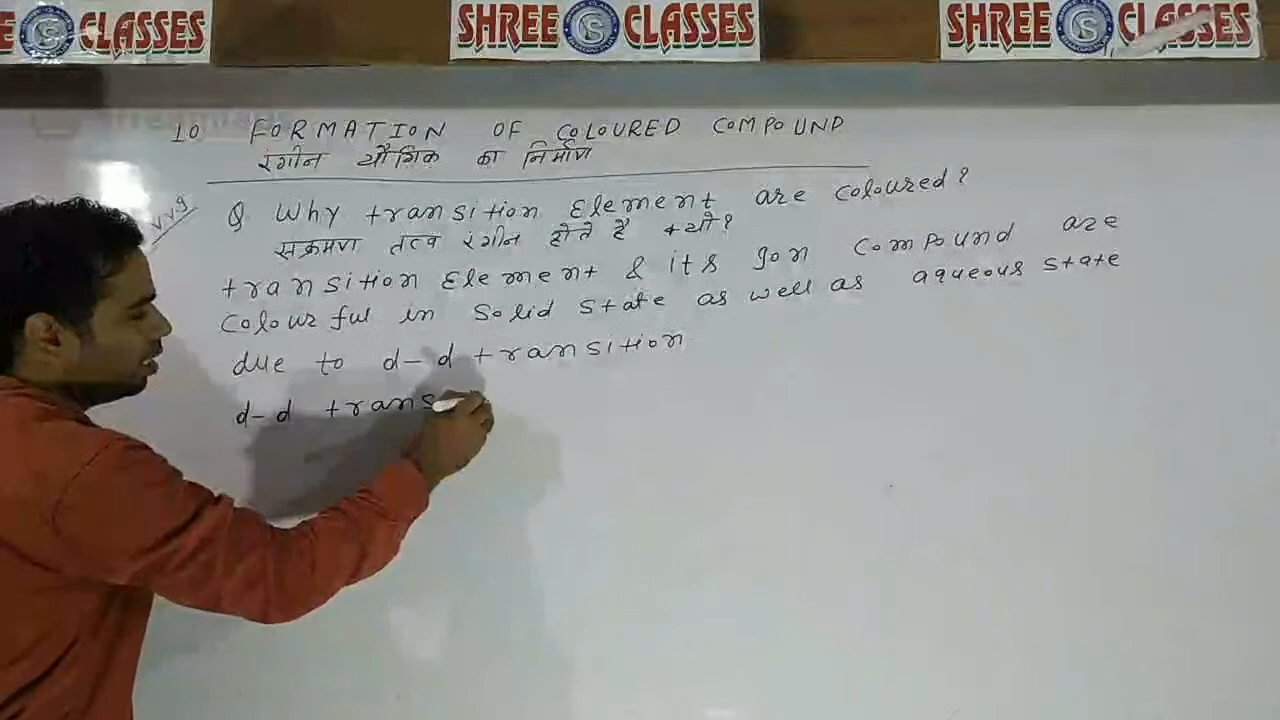 SHREE CLASSES SHREE CLASSES
CLASSES
10 FORMATION OF COLOURED COMPOUND
रंगीन यौगिक का निर्माण
VVg
Q Why transition Element are coloured?
सक्रमण तत्व रंगीन होते है क्यो?
transition Element & its Ion compound are
Colourful in Solid state as well as aqueous state
due to d-d transition
d-d trans